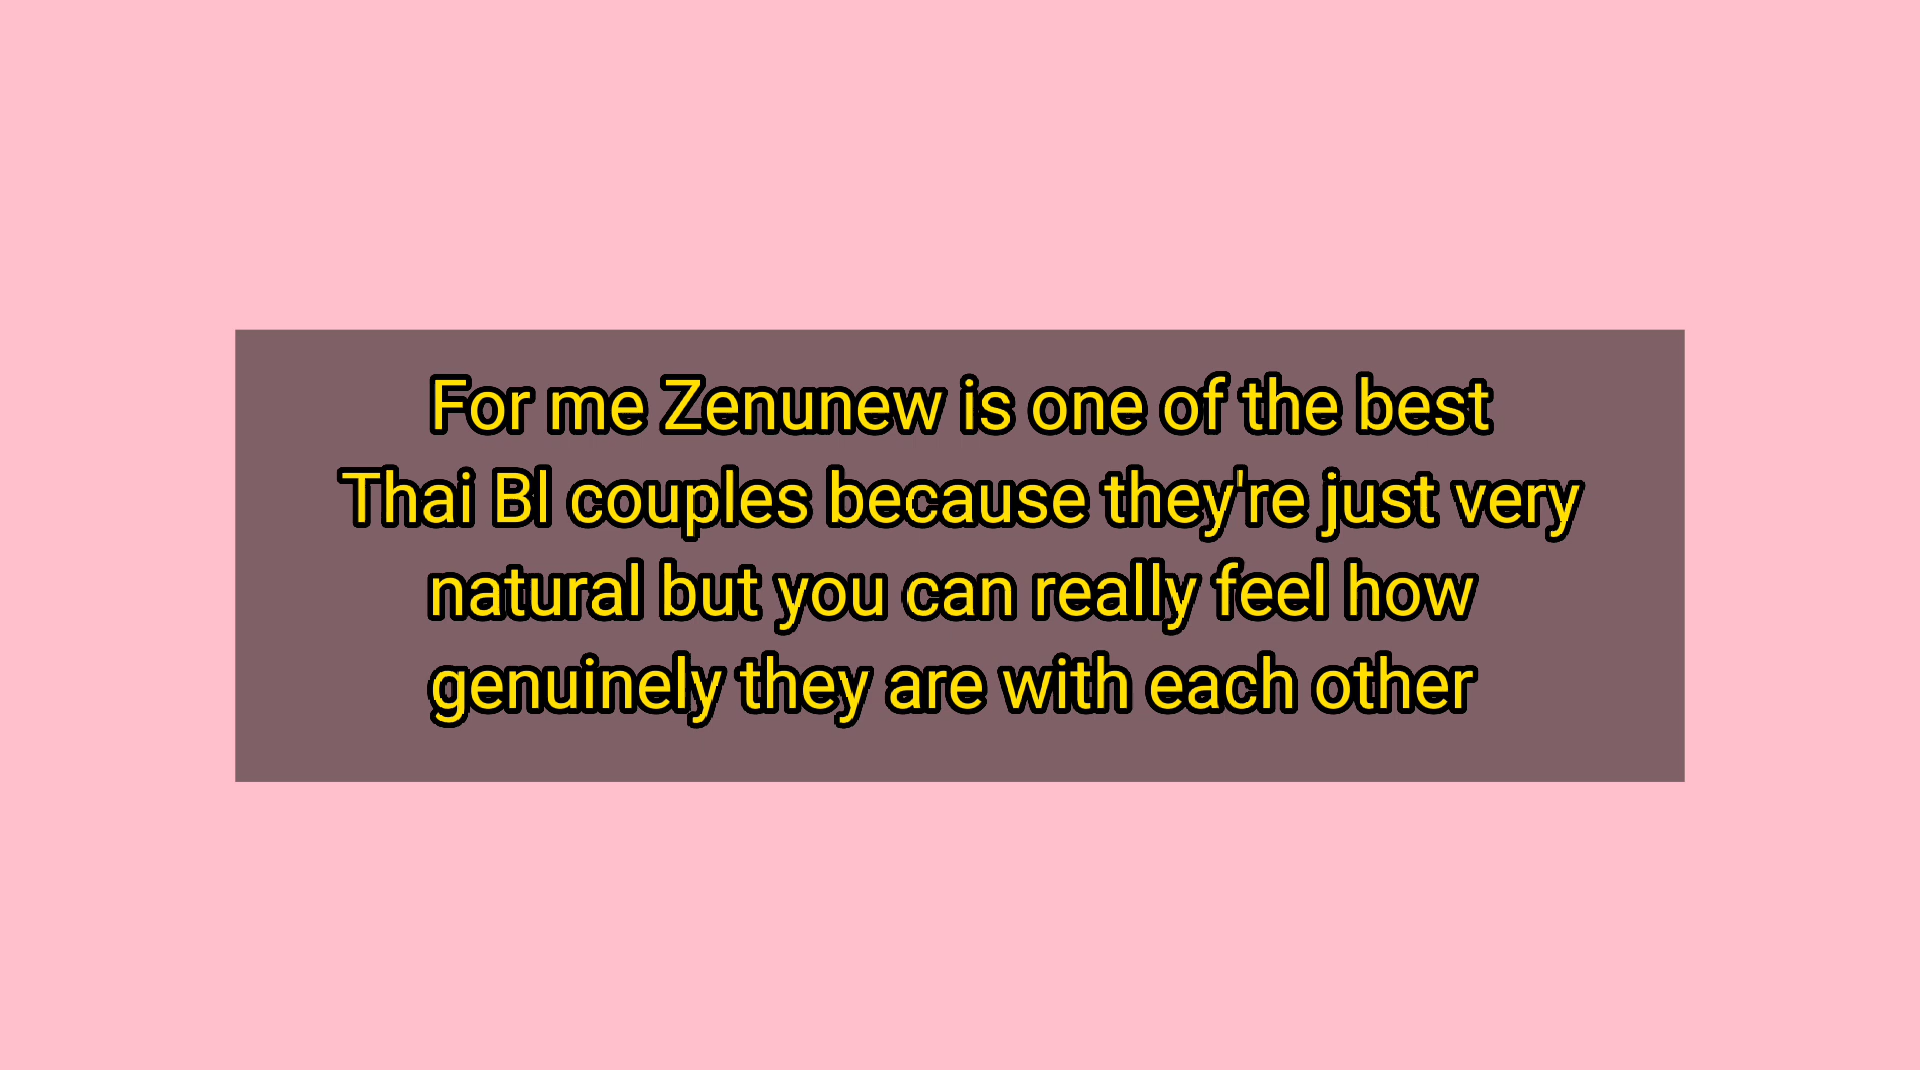 For me Zenunew is one of the best
Thai Bl couples because they're just very
natural but you can really feel how
genuinely they are with each other